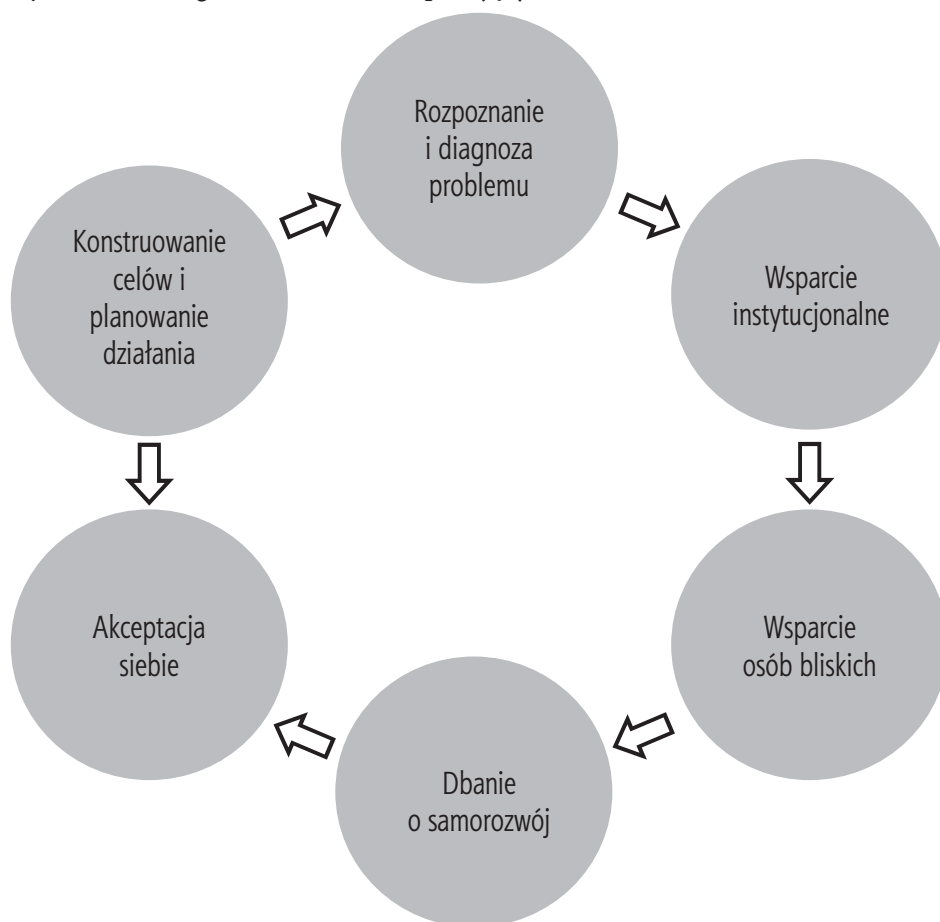 Rozpoznanie
i diagnoza
problemu
Wsparcie
instytucjonalne
Wsparcie
osób bliskich
Dbanie
o samorozwój
Akceptacja
siebie
Konstruowanie
celów i
planowanie
działania